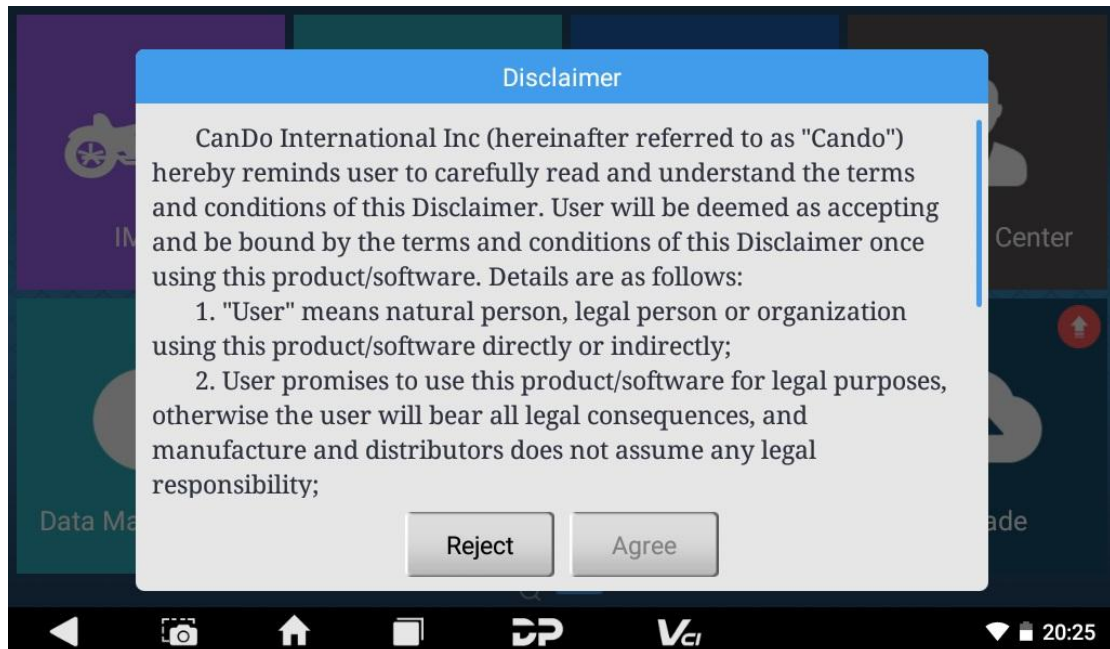 Disclaimer
CanDo International Inc (hereinafter referred to as "Cando")
hereby reminds user to carefully read and understand the terms
and conditions of this Disclaimer. User will be deemed as accepting
and be bound by the terms and conditions of this Disclaimer once
using this product/software. Details are as follows:
1. "User" means natural person, legal person or organization
using this product/software directly or indirectly;
2. User promises to use this product/software for legal purposes,
otherwise the user will bear all legal consequences, and
manufacture and distributors does not assume any legal
responsibility;
Reject
Agree
IM
Center
Data Ma
ade
DP
VCI
20:25